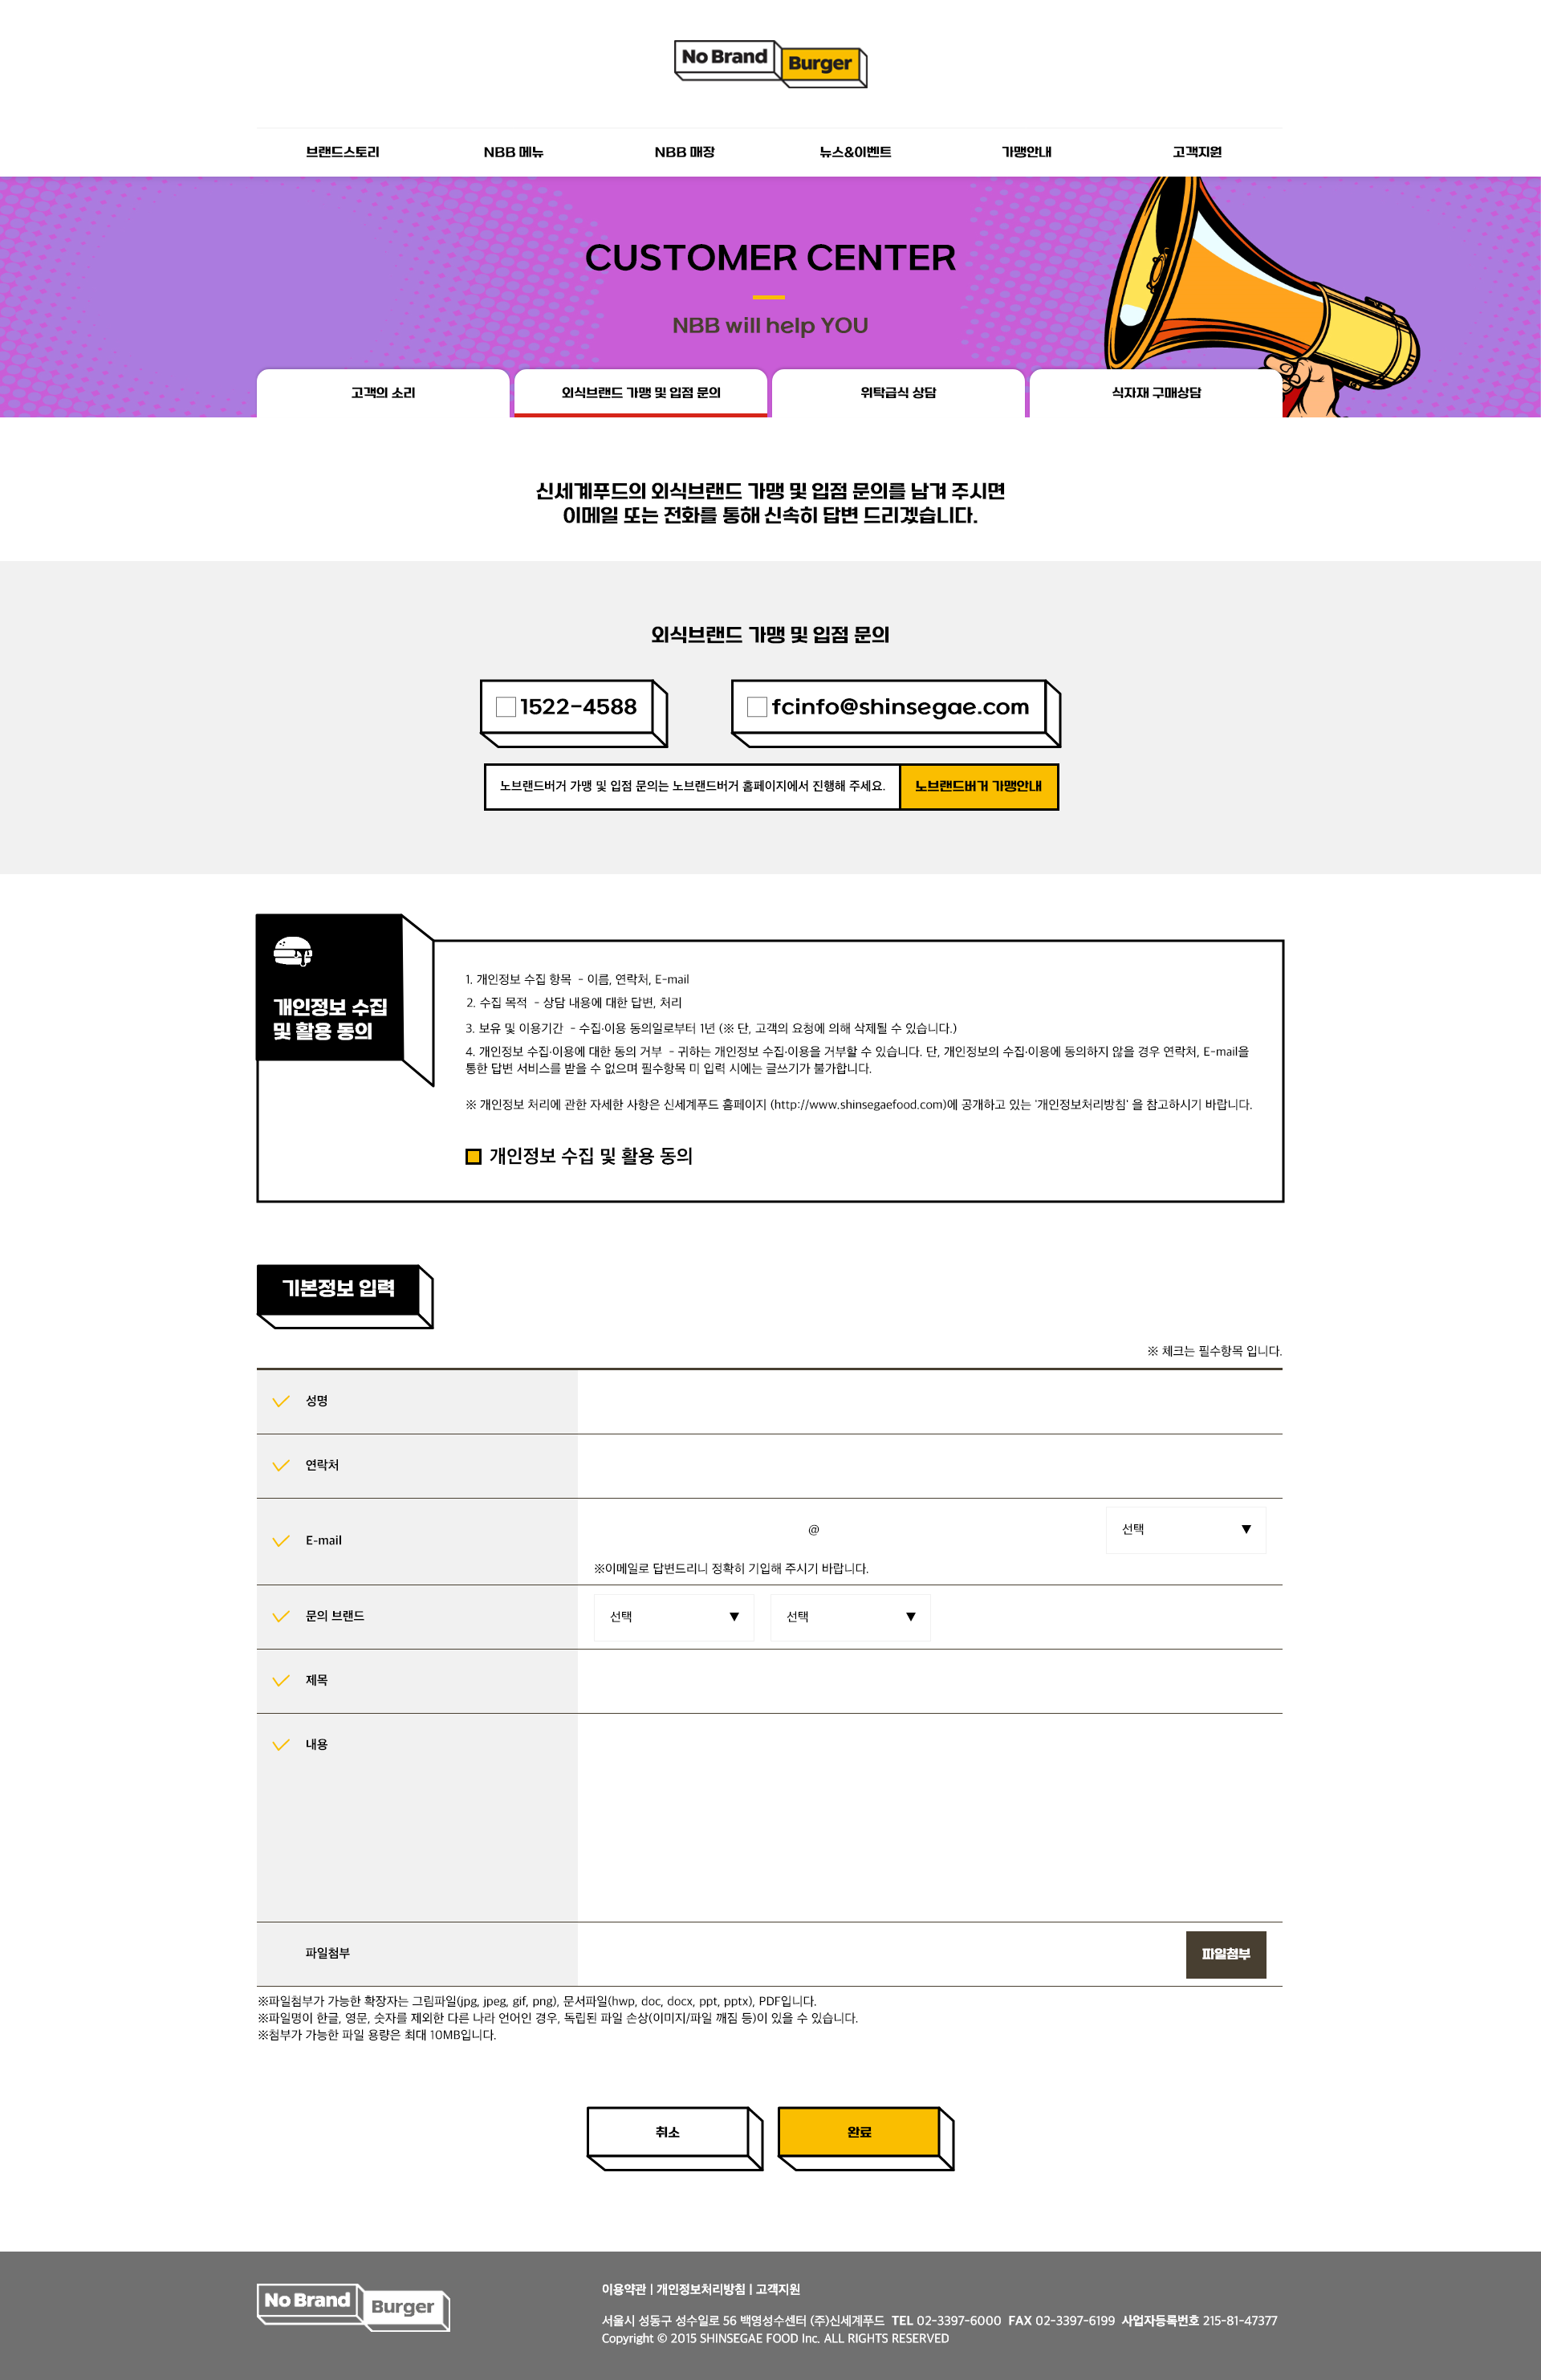 No Brand Burger
브랜드스토리 NBB 메뉴 NBB 매장 뉴스&이벤트 가맹안내 고객지원
CUSTOMER CENTER
NBB will help YOU
고객의 소리 외식브랜드 가맹 및 입점 문의 위탁급식 상담 식자재 구매상담
신세계푸드의 외식브랜드 가맹 및 입점 문의를 남겨 주시면
이메일 또는 전화를 통해 신속히 답변 드리겠습니다.
외식브랜드 가맹 및 입점 문의
1522-4588 fcinfo@shinsegae.com
노브랜드버거 가맹 및 입점 문의는 노브랜드버거 홈페이지에서 진행해 주세요. 노브랜드버거 가맹안내
개인정보 수집
및 활용 동의
1. 개인정보 수집 항목 - 이름, 연락처, E-mail
2. 수집 목적 - 상담 내용에 대한 답변, 처리
3. 보유 및 이용기간 - 수집·이용 동의일로부터 1년 (※ 단, 고객의 요청에 의해 삭제될 수 있습니다.)
4. 개인정보 수집·이용에 대한 동의 거부 - 귀하는 개인정보 수집·이용을 거부할 수 있습니다. 단, 개인정보의 수집·이용에 동의하지 않을 경우 연락처, E-mail을
통한 답변 서비스를 받을 수 없으며 필수항목 미 입력 시에는 글쓰기가 불가합니다.
※ 개인정보 처리에 관한 자세한 사항은 신세계푸드 홈페이지 (http://www.shinsegaefood.com)에 공개하고 있는 '개인정보처리방침' 을 참고하시기 바랍니다.
개인정보 수집 및 활용 동의
기본정보 입력
※ 체크는 필수항목 입니다.
성명
연락처
E-mail @ 선택 ▼
※이메일로 답변드리니 정확히 기입해 주시기 바랍니다.
문의 브랜드 선택 ▼ 선택 ▼
제목
내용
파일첨부 파일첨부
※파일첨부가 가능한 확장자는 그림파일(jpg, jpeg, gif, png), 문서파일(hwp, doc, docx, ppt, pptx), PDF입니다.
※파일명이 한글, 영문, 숫자를 제외한 다른 나라 언어인 경우, 독립된 파일 손상(이미지/파일 깨짐 등)이 있을 수 있습니다.
※첨부가 가능한 파일 용량은 최대 10MB입니다.
취소 완료
No Brand Burger
이용약관 | 개인정보처리방침 | 고객지원
서울시 성동구 성수일로 56 백영성수센터 (주)신세계푸드 TEL 02-3397-6000 FAX 02-3397-6199 사업자등록번호 215-81-47377
Copyright © 2015 SHINSEGAE FOOD Inc. ALL RIGHTS RESERVED